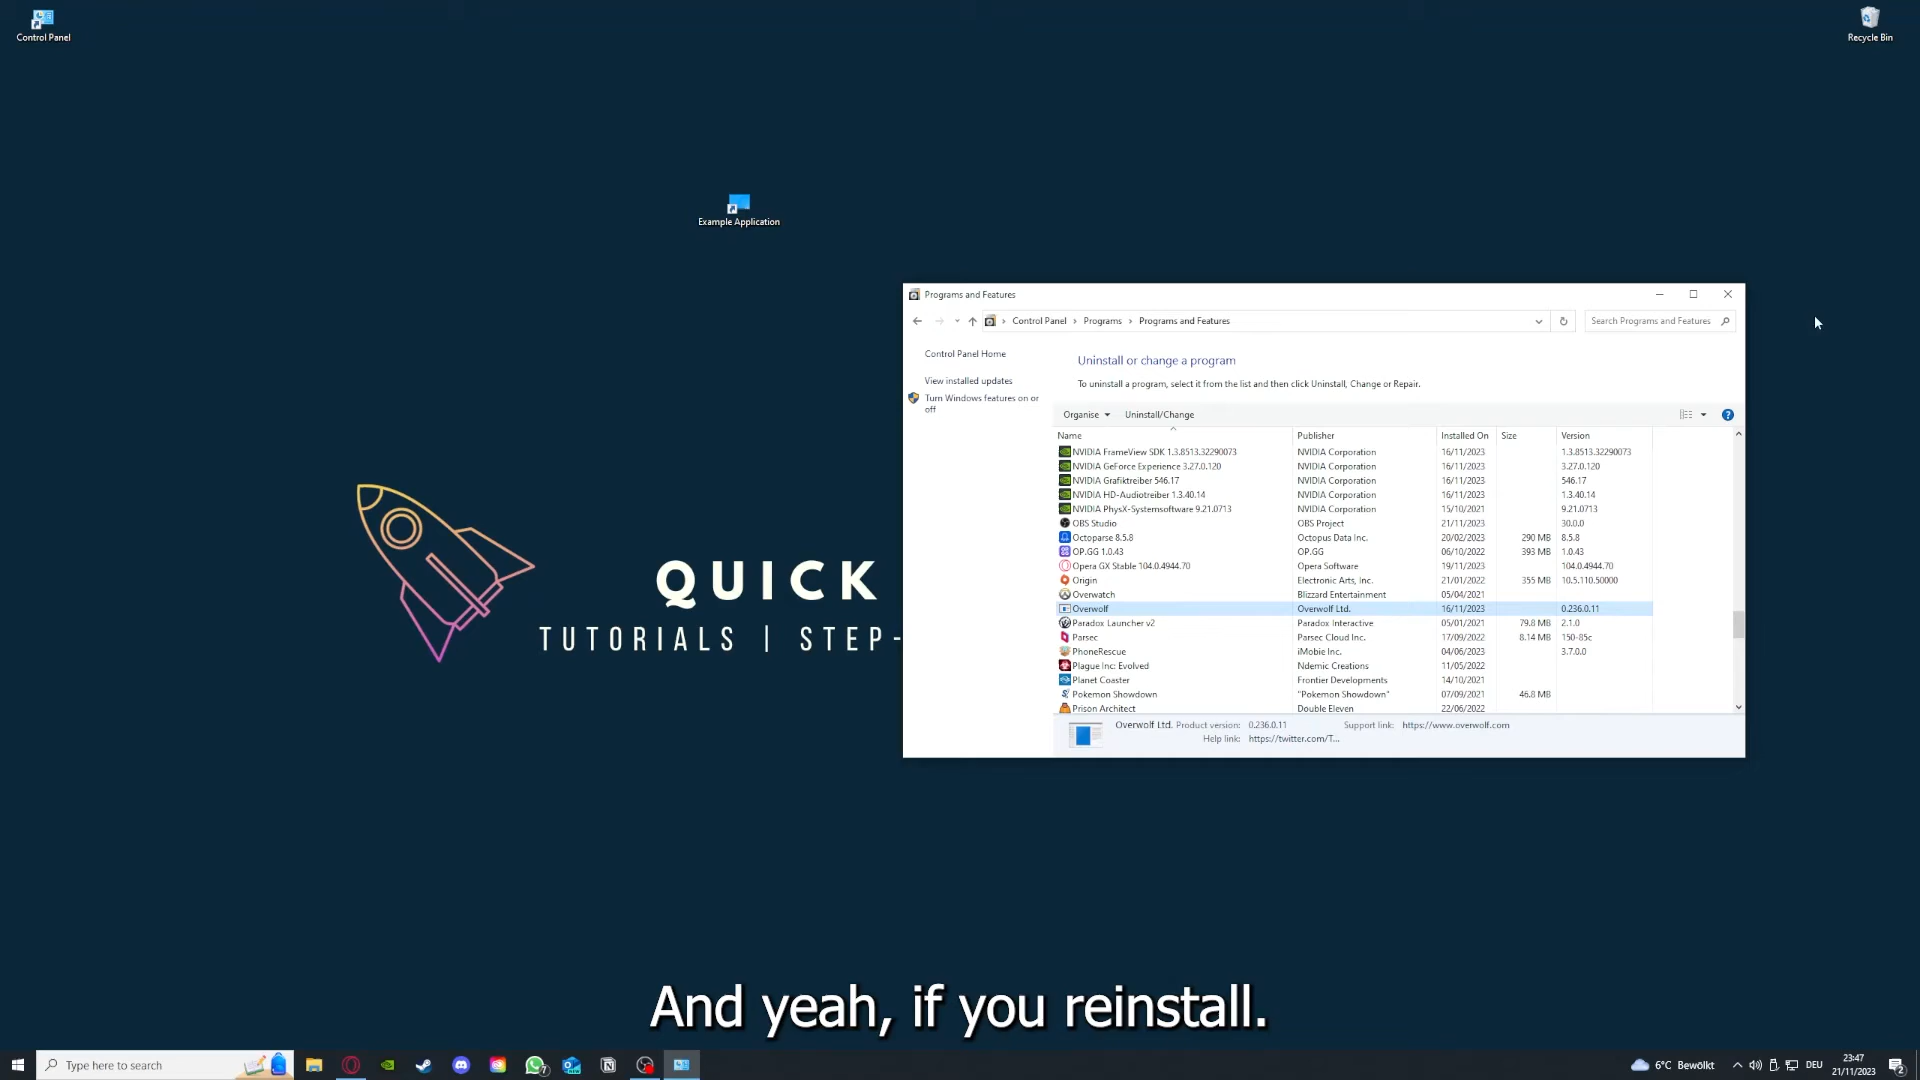 Control Panel
Recycle Bin
Example Application
QUICK
TUTORIALS | STEP-
Programs and Features
Control Panel › Programs › Programs and Features
Search Programs and Features
Control Panel Home
View installed updates
Turn Windows features on or
off
Uninstall or change a program
To uninstall a program, select it from the list and then click Uninstall, Change or Repair.
Organise Uninstall/Change
Name Publisher Installed On Size Version
NVIDIA FrameView SDK 1.3.8513.32290073 NVIDIA Corporation 16/11/2023 1.3.8513.32290073
NVIDIA GeForce Experience 3.27.0.120 NVIDIA Corporation 16/11/2023 3.27.0.120
NVIDIA Grafiktreiber 546.17 NVIDIA Corporation 16/11/2023 546.17
NVIDIA HD-Audiotreiber 1.3.40.14 NVIDIA Corporation 16/11/2023 1.3.40.14
NVIDIA PhysX-Systemsoftware 9.21.0713 NVIDIA Corporation 15/10/2021 9.21.0713
OBS Studio OBS Project 21/11/2023 30.0.0
Octoparse 8.5.8 Octopus Data Inc. 20/02/2023 290 MB 8.5.8
OP.GG 1.0.43 OP.GG 06/10/2022 393 MB 1.0.43
Opera GX Stable 104.0.4944.70 Opera Software 19/11/2023 104.0.4944.70
Origin Electronic Arts, Inc. 21/01/2022 355 MB 10.5.110.50000
Overwatch Blizzard Entertainment 05/04/2021
Overwolf Overwolf Ltd. 16/11/2023 0.236.0.11
Paradox Launcher v2 Paradox Interactive 05/01/2021 79.8 MB 2.1.0
Parsec Parsec Cloud Inc. 17/09/2022 8.14 MB 150-85c
PhoneRescue iMobie Inc. 04/06/2023 3.7.0.0
Plague Inc: Evolved Ndemic Creations 11/05/2022
Planet Coaster Frontier Developments 14/10/2021
Pokemon Showdown "Pokemon Showdown" 07/09/2021 46.8 MB
Prison Architect Double Eleven 22/06/2022
Overwolf Ltd. Product version: 0.236.0.11 Support link: https://www.overwolf.com
Help link: https://twitter.com/T...
And yeah, if you reinstall.
Type here to search
7
6°C Bewölkt
DEU
23:47
21/11/2023
2